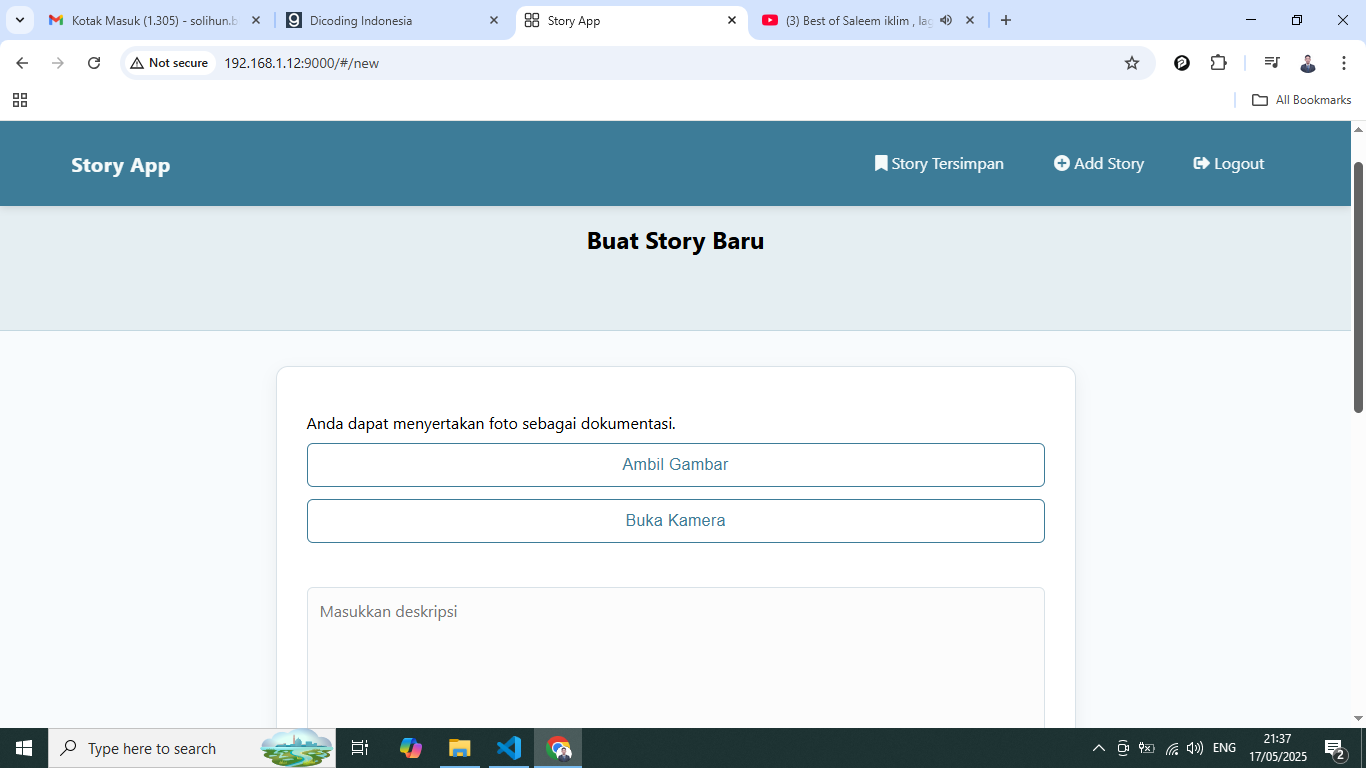 Kotak Masuk (1.305) - solihun.b
Dicoding Indonesia
Story App
(3) Best of Saleem iklim , lag
Not secure
192.168.1.12:9000/#/new
All Bookmarks
Story App
Story Tersimpan
Add Story
Logout
Buat Story Baru
Anda dapat menyertakan foto sebagai dokumentasi.
Ambil Gambar
Buka Kamera
Masukkan deskripsi
Type here to search
ENG
21:37
17/05/2025
2